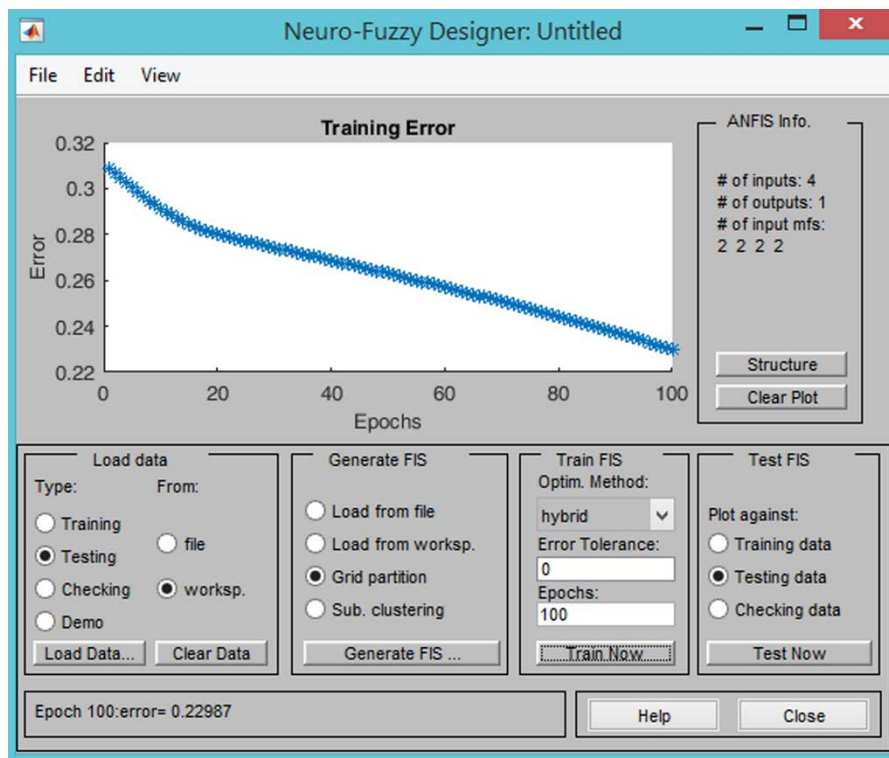 Neuro-Fuzzy Designer: Untitled
File Edit View
Training Error
0.32
0.3
0.28
0.26
0.24
0.22
Error
0 20 40 60 80 100
Epochs
ANFIS Info.
# of inputs: 4
# of outputs: 1
# of input mfs:
2 2 2 2
Structure
Clear Plot
Load data
Type: From:
Training
file
Testing
Checking
worksp.
Demo
Load Data... Clear Data
Generate FIS
Load from file
Load from worksp.
Grid partition
Sub. clustering
Generate FIS ...
Train FIS
Optim. Method:
hybrid
Error Tolerance:
0
Epochs:
100
Train Now
Test FIS
Plot against:
Training data
Testing data
Checking data
Test Now
Epoch 100:error= 0.22987
Help
Close